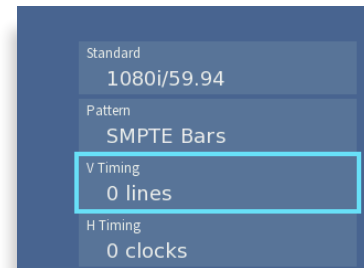 Standard
1080i/59.94
Pattern
SMPTE Bars
V Timing
0 lines
H Timing
0 clocks